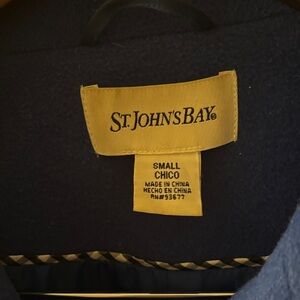 ST. JOHN'S BAY®
SMALL
CHICO
MADE IN CHINA
HECHO EN CHINA
RN#93677